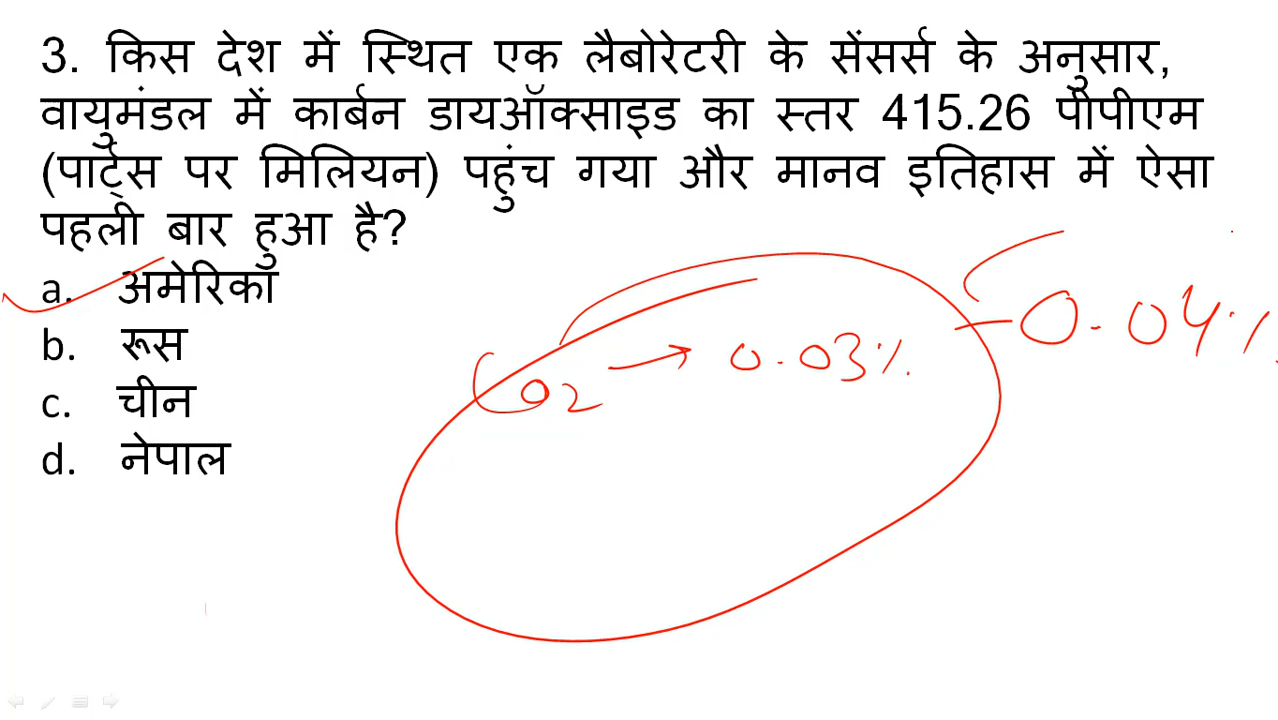 3. किस देश में स्थित एक लैबोरेटरी के सेंसर्स के अनुसार,
वायुमंडल में कार्बन डायऑक्साइड का स्तर 415.26 पीपीएम
(पार्ट्स पर मिलियन) पहुंच गया और मानव इतिहास में ऐसा
पहली बार हुआ है?
a. अमेरिका
b. रूस
c. चीन
d. नेपाल
CO2 → 0.03%
- 0.04%